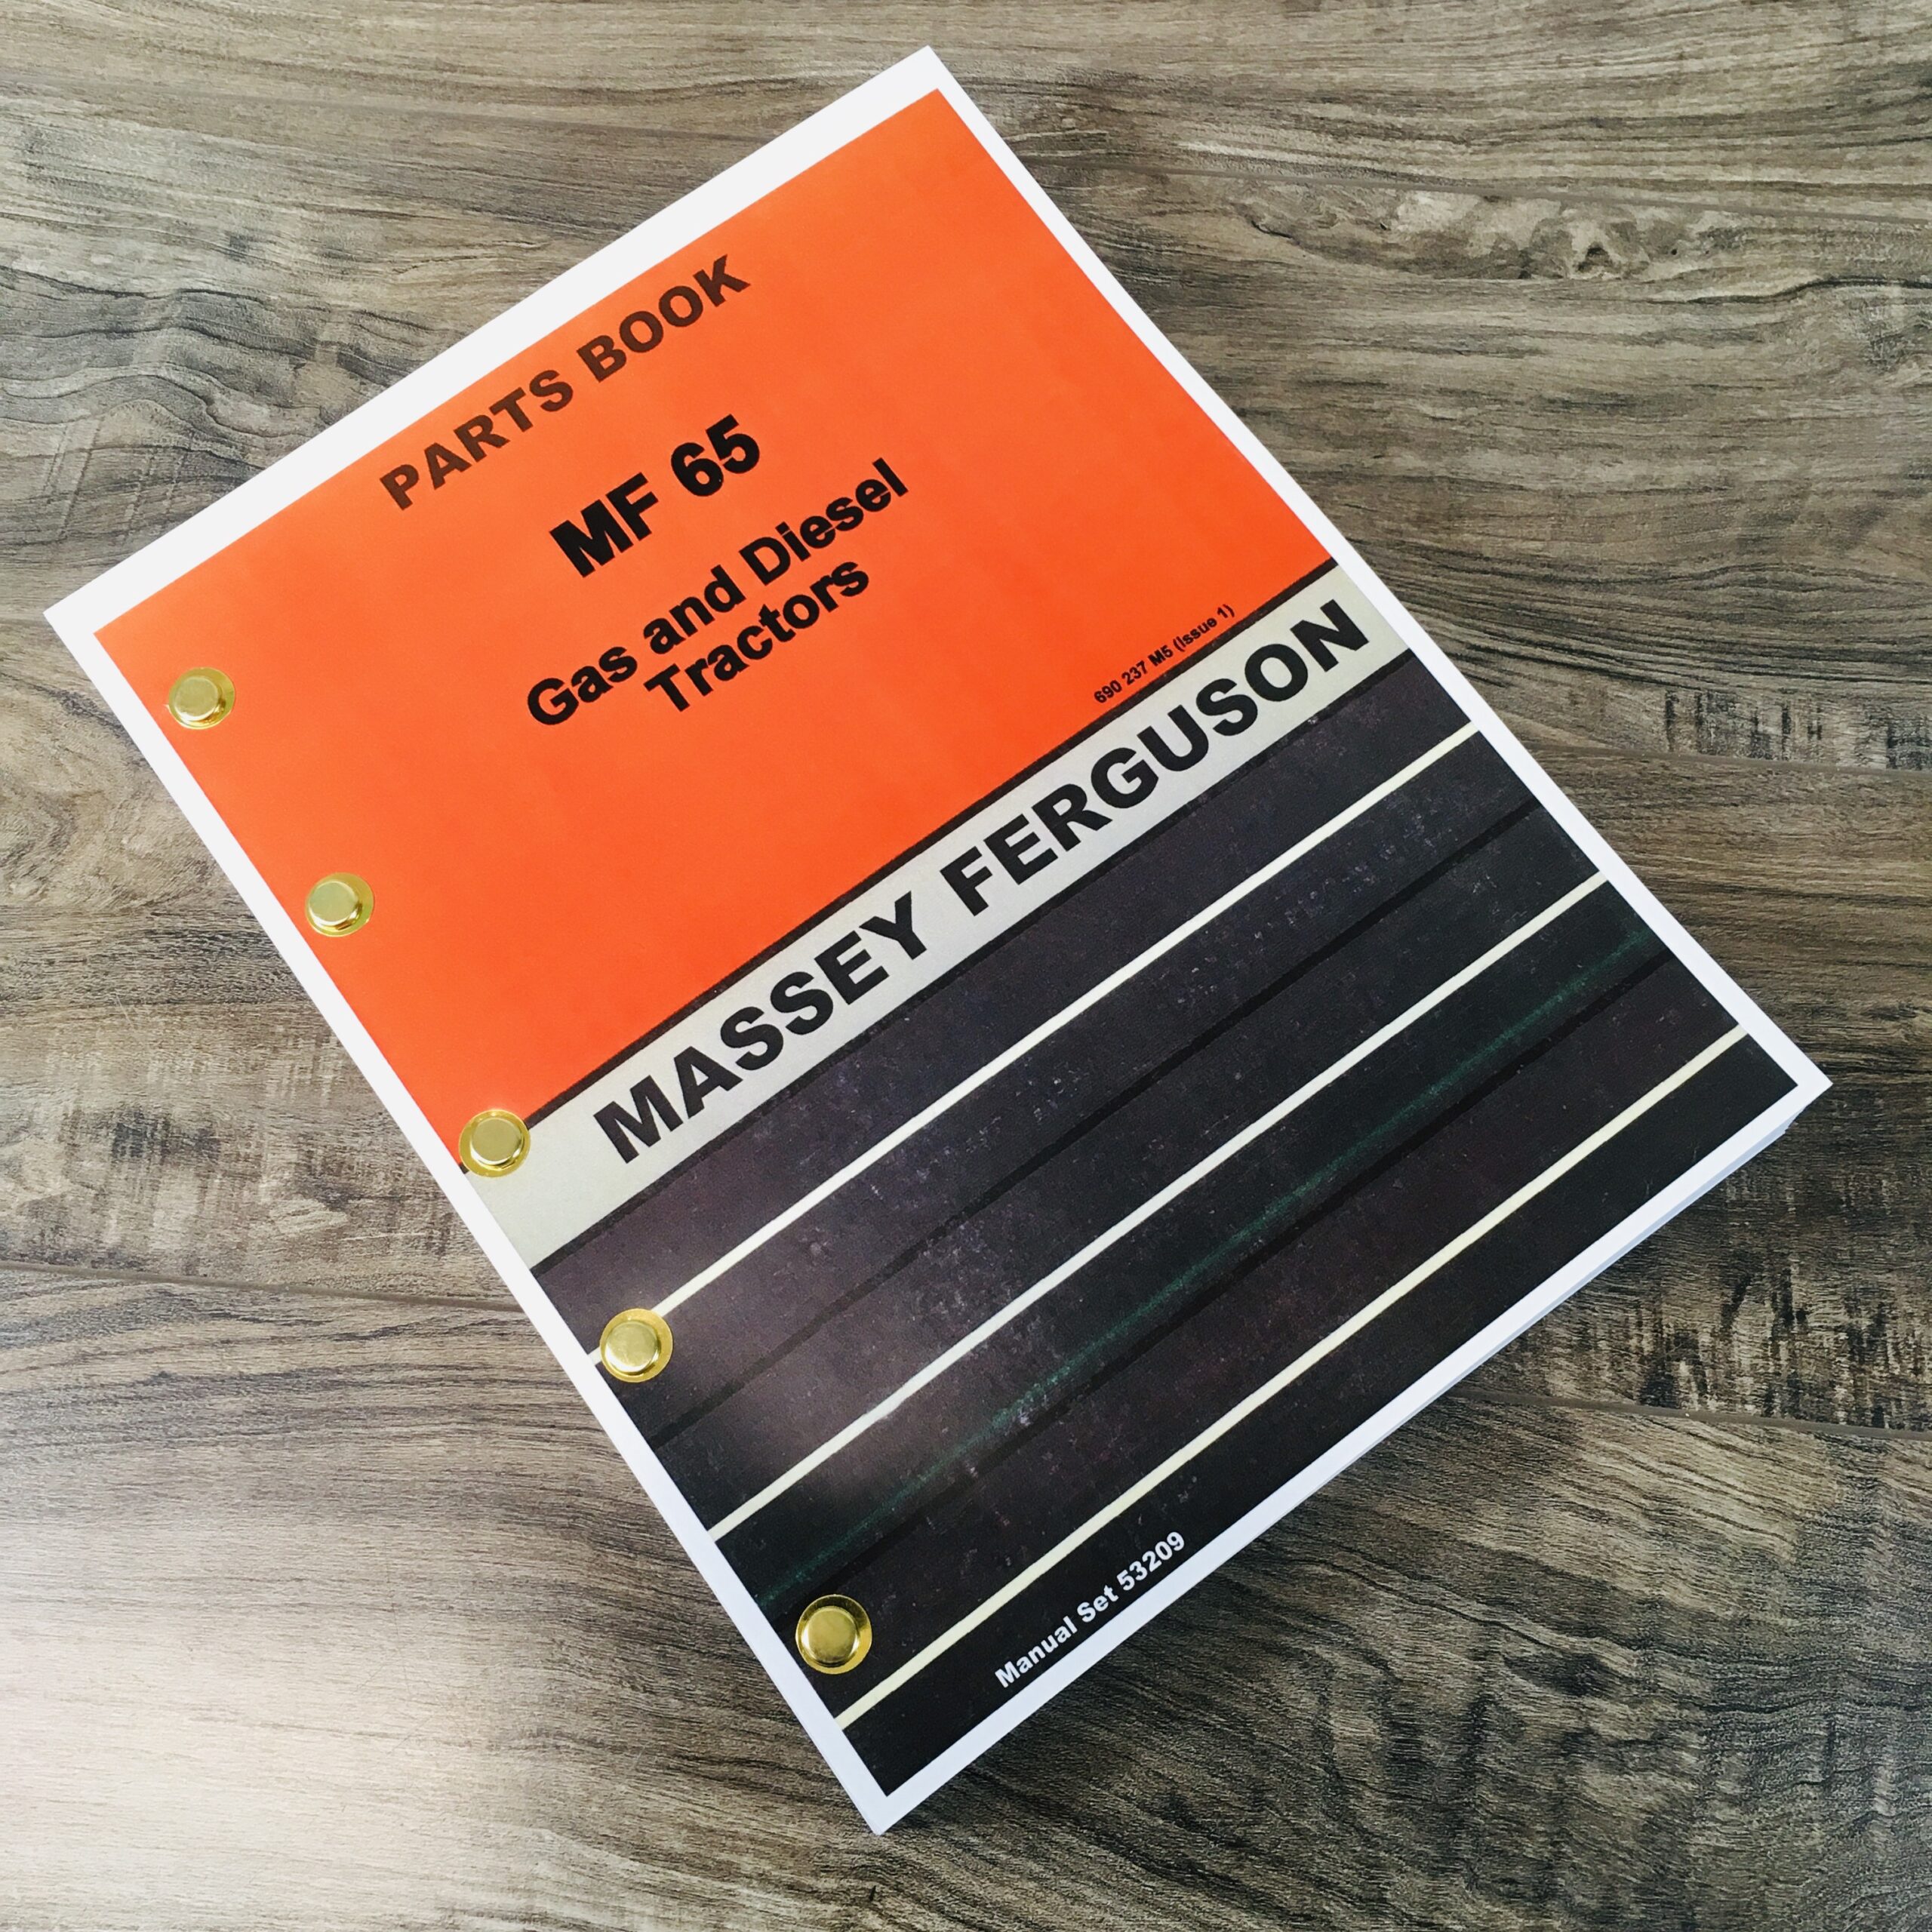 PARTS BOOK
MF 65
Gas and Diesel
Tractors
690 237 M5 (issue 1)
MASSEY FERGUSON
Manual Set 53209